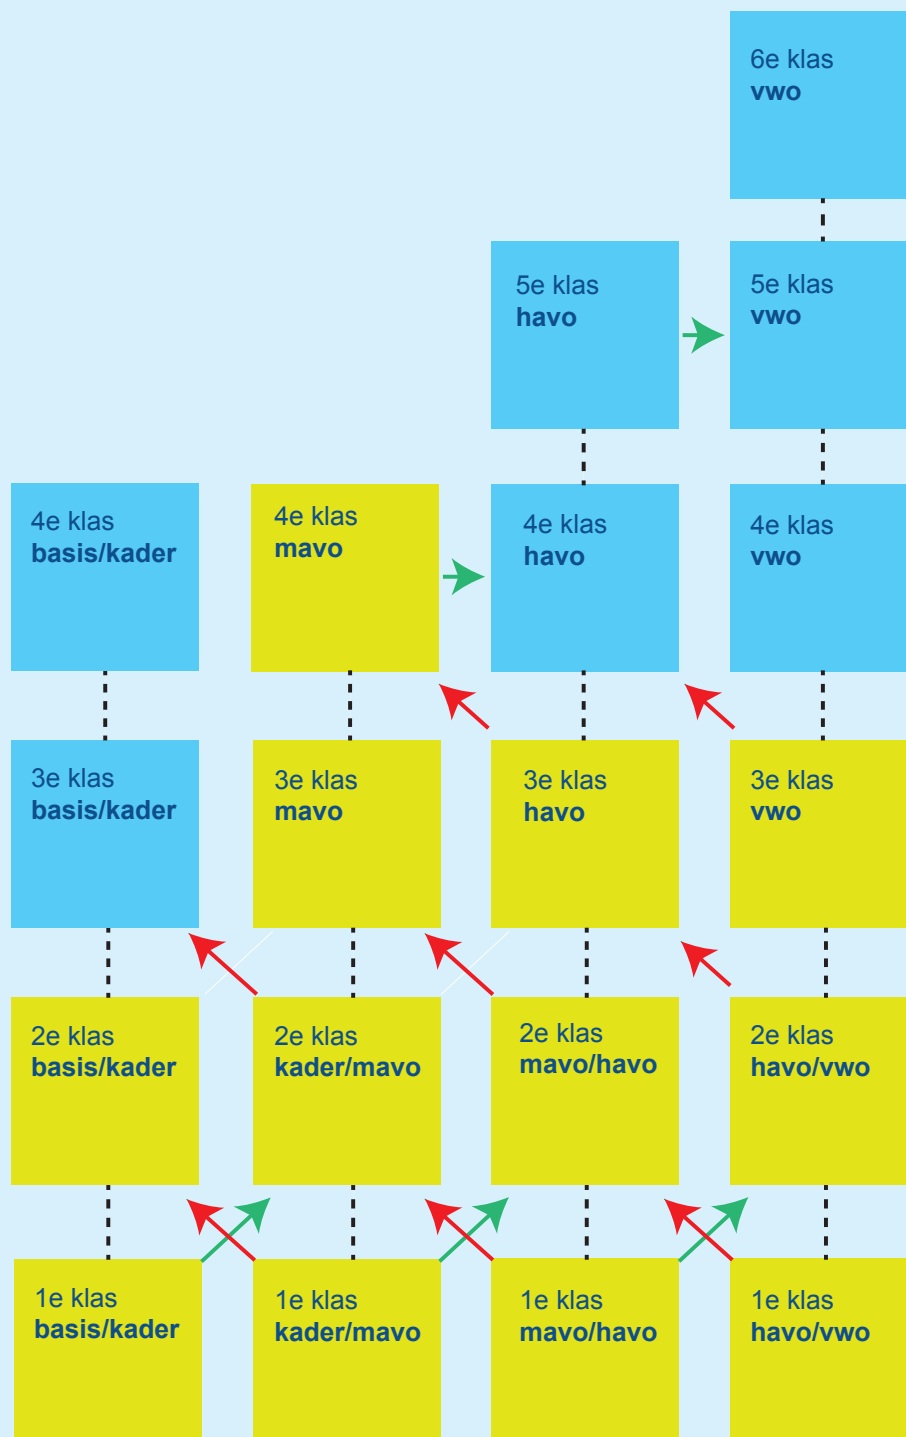 6e klas
vwo
5e klas
havo
5e klas
vwo
4e klas
basis/kader
4e klas
mavo
4e klas
havo
4e klas
vwo
3e klas
basis/kader
3e klas
mavo
3e klas
havo
3e klas
vwo
2e klas
basis/kader
2e klas
kader/mavo
2e klas
mavo/havo
2e klas
havo/vwo
1e klas
basis/kader
1e klas
kader/mavo
1e klas
mavo/havo
1e klas
havo/vwo